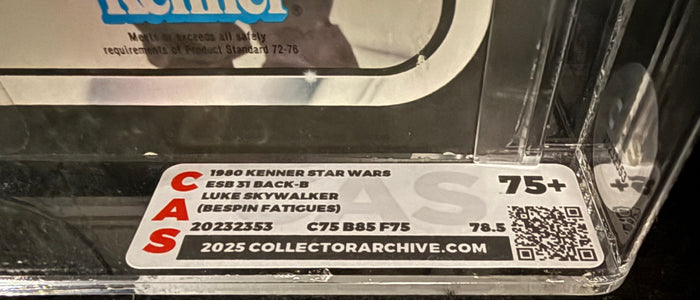 Kenner®
Meets or exceeds all safety
requirements of Product Standard 72-76
CAS
1980 KENNER STAR WARS
ESB 31 BACK-B
LUKE SKYWALKER
(BESPIN FATIGUES)
75+
20232353 C75 B85 F75 78.5
2025 COLLECTORARCHIVE.COM